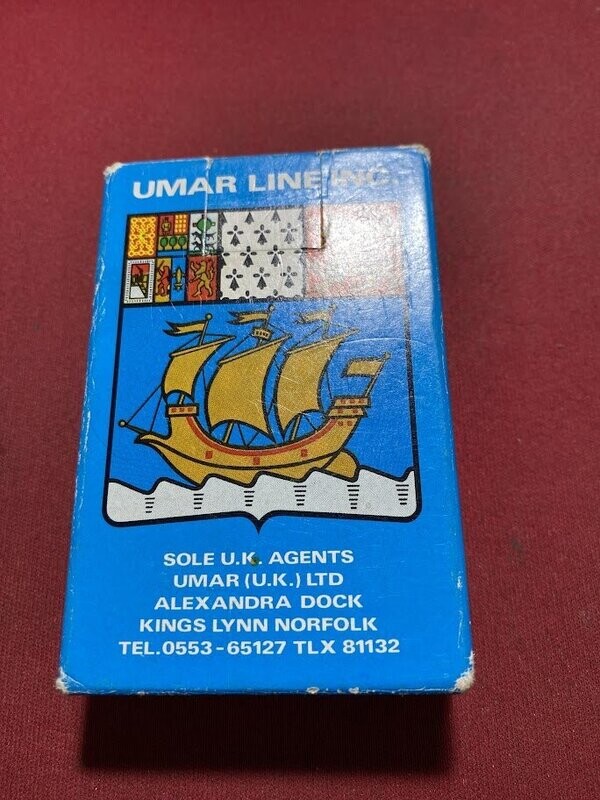 UMAR LINE INC.
SOLE U.K. AGENTS
UMAR (U.K.) LTD
ALEXANDRA DOCK
KINGS LYNN NORFOLK
TEL.0553-65127 TLX 81132